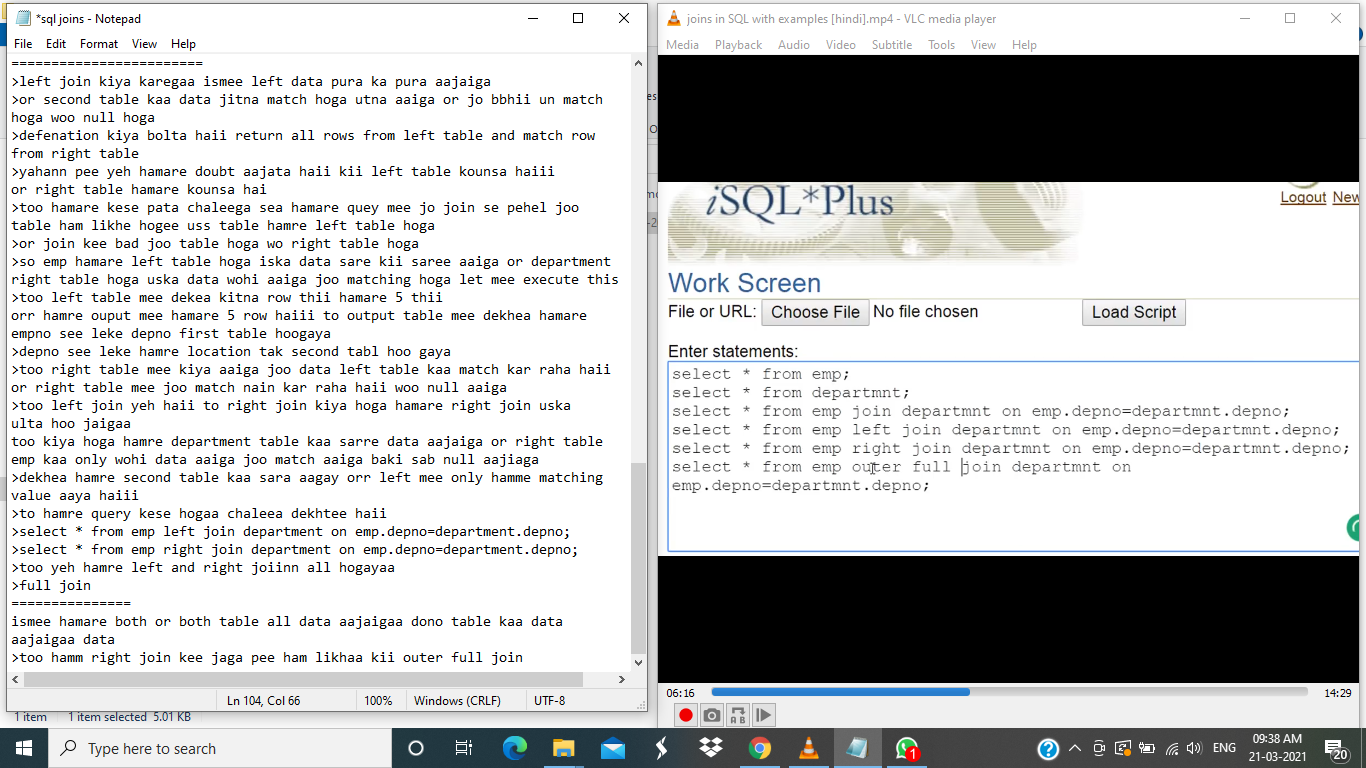 *sql joins - Notepad
File Edit Format View Help
========================
>left join kiya karegaa ismee left data pura ka pura aajaiga
>or second table kaa data jitna match hoga utna aaiga or jo bbhii un match
hoga woo null hoga
>defenation kiya bolta haii return all rows from left table and match row
from right table
>yahann pee yeh hamare doubt aajata haii kii left table kounsa haiii
or right table hamare kounsa hai
>too hamare kese pata chaleega sea hamare quey mee jo join se pehel joo
table ham likhe hogee uss table hamre left table hoga
>or join kee bad joo table hoga wo right table hoga
>so emp hamare left table hoga iska data sare kii saree aaiga or department
right table hoga uska data wohi aaiga joo matching hoga let mee execute this
>too left table mee dekea kitna row thii hamare 5 thii
orr hamre ouput mee hamare 5 row haiii to output table mee dekhea hamare
empno see leke depno first table hoogaya
>depno see leke hamre location tak second tabl hoo gaya
>too right table mee kiya aaiga joo data left table kaa match kar raha haii
or right table mee joo match nain kar raha haii woo null aaiga
>too left join yeh haii to right join kiya hoga hamare right join uska
ulta hoo jaigaa
too kiya hoga hamre department table kaa sarre data aajaiga or right table
emp kaa only wohi data aaiga joo match aaiga baki sab null aajiaga
>dekhea hamre second table kaa sara aagay orr left mee only hamme matching
value aaya haiii
>to hamre query kese hogaa chaleea dekhtee haii
>select * from emp left join department on emp.depno=department.depno;
>select * from emp right join department on emp.depno=department.depno;
>too yeh hamre left and right joiinn all hogayaa
>full join
===============
ismee hamare both or both table all data aajaigaa dono table kaa data
aajaigaa data
>too hamm right join kee jaga pee ham likhaa kii outer full join
Ln 104, Col 66 100% Windows (CRLF) UTF-8
1 item 1 item selected 5.01 KB
joins in SQL with examples [hindi].mp4 - VLC media player
Media Playback Audio Video Subtitle Tools View Help
iSQL*Plus
Logout New
Work Screen
File or URL: Choose File No file chosen Load Script
Enter statements:
select * from emp;
select * from departmnt;
select * from emp join departmnt on emp.depno=departmnt.depno;
select * from emp left join departmnt on emp.depno=departmnt.depno;
select * from emp right join departmnt on emp.depno=departmnt.depno;
select * from emp outer full join departmnt on
emp.depno=departmnt.depno;
06:16 14:29
Type here to search
1
ENG
09:38 AM
21-03-2021
20